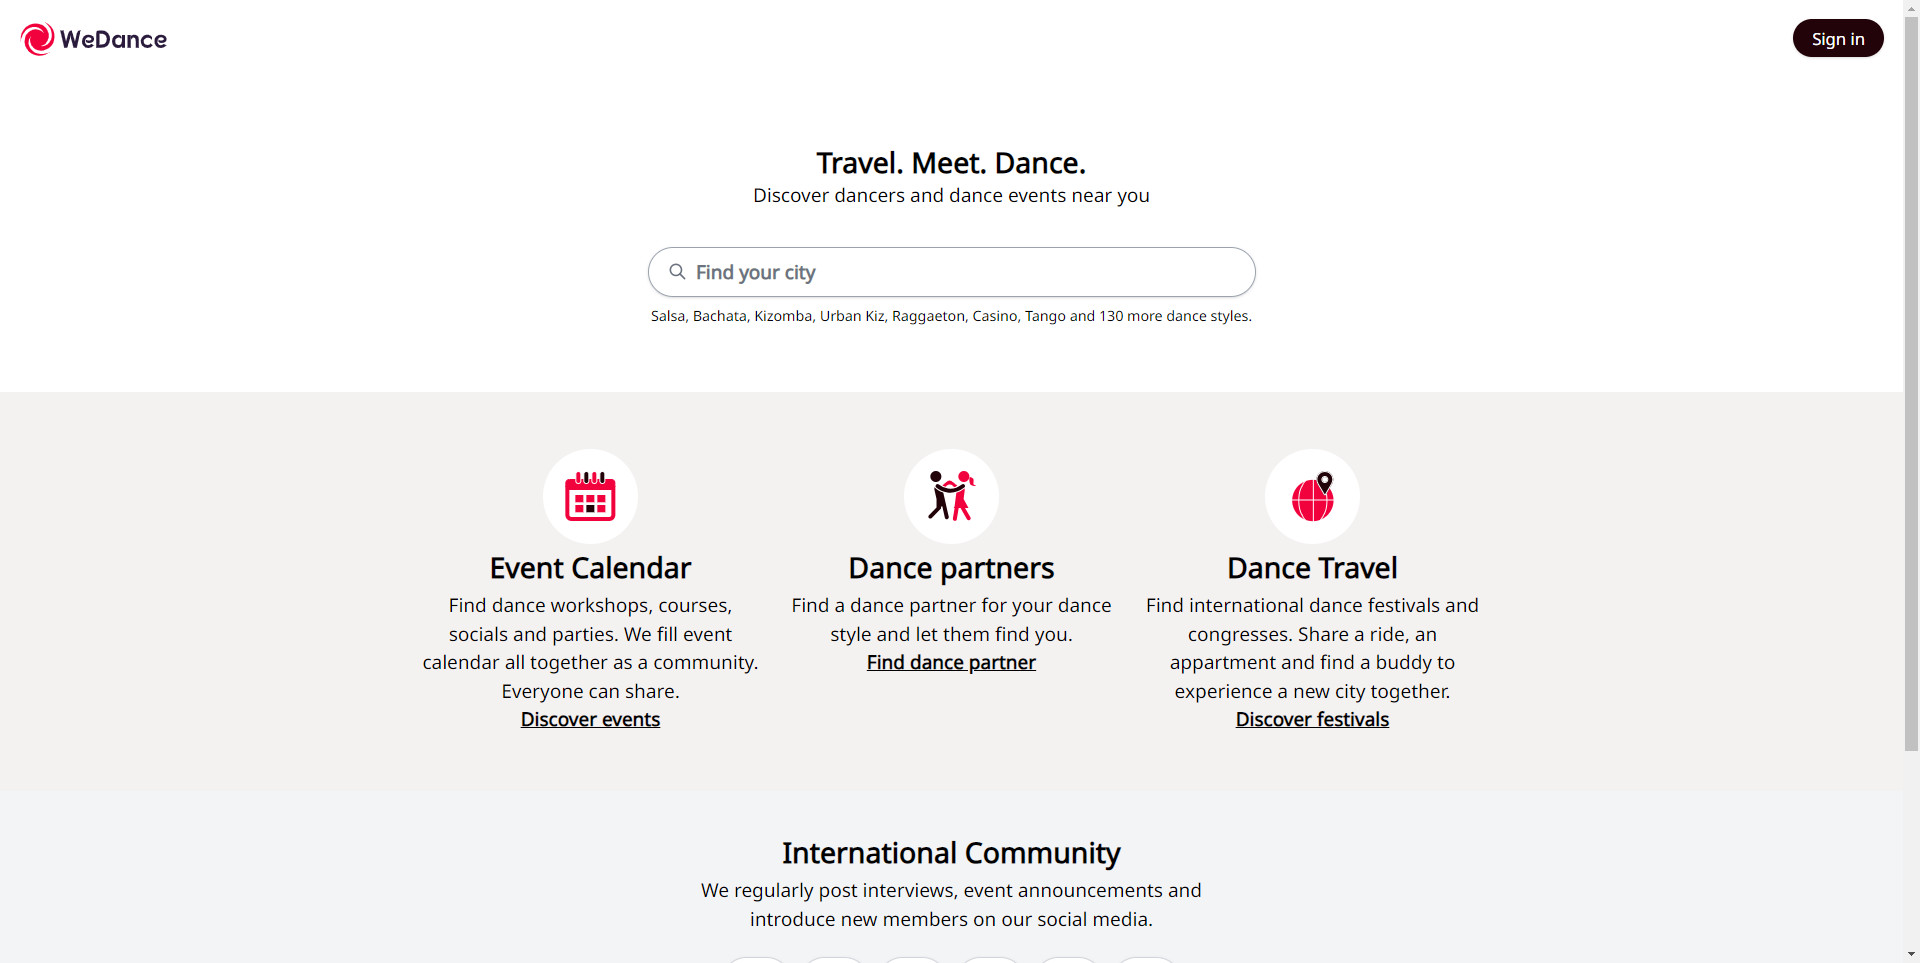 WeDance
Sign in
Travel. Meet. Dance.
Discover dancers and dance events near you
Find your city
Salsa, Bachata, Kizomba, Urban Kiz, Raggaeton, Casino, Tango and 130 more dance styles.
Event Calendar
Find dance workshops, courses,
socials and parties. We fill event
calendar all together as a community.
Everyone can share.
Discover events
Dance partners
Find a dance partner for your dance
style and let them find you.
Find dance partner
Dance Travel
Find international dance festivals and
congresses. Share a ride, an
appartment and find a buddy to
experience a new city together.
Discover festivals
International Community
We regularly post interviews, event announcements and
introduce new members on our social media.